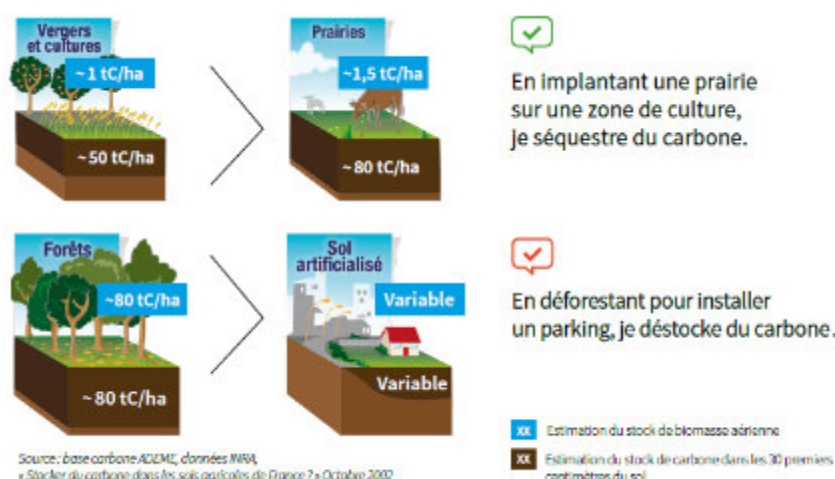 Vergers
et cultures
~1 tC/ha
~50 tC/ha
Prairies
~1,5 tC/ha
~80 tC/ha
En implantant une prairie
sur une zone de culture,
je séquestre du carbone.
Forêts
~80 tC/ha
~80 tC/ha
Sol
artificialisé
Variable
Variable
En déforestant pour installer
un parking, je déstocke du carbone.
Source : base carbone ADEME, données INRA,
« Stocker du carbone dans les sols agricoles de France ? » Octobre 2002
XX Estimation du stock de biomasse aérienne
XX Estimation du stock de carbone dans les 30 premiers
centimètres du sol